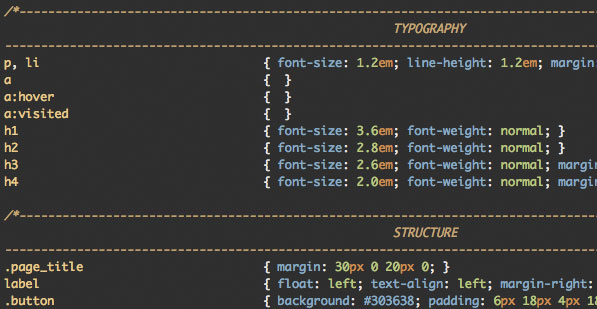 /*------------------------------------------------------------------------
TYPOGRAPHY
------------------------------------------------------------------------
p, li { font-size: 1.2em; line-height: 1.2em; margin:
a { }
a:hover { }
a:visited { }
h1 { font-size: 3.6em; font-weight: normal; }
h2 { font-size: 2.8em; font-weight: normal; }
h3 { font-size: 2.6em; font-weight: normal; margin
h4 { font-size: 2.0em; font-weight: normal; margin
/*------------------------------------------------------------------------
STRUCTURE
------------------------------------------------------------------------
.page_title { margin: 30px 0 20px 0; }
label { float: left; text-align: left; margin-right:
.button { background: #303638; padding: 6px 18px 4px 18